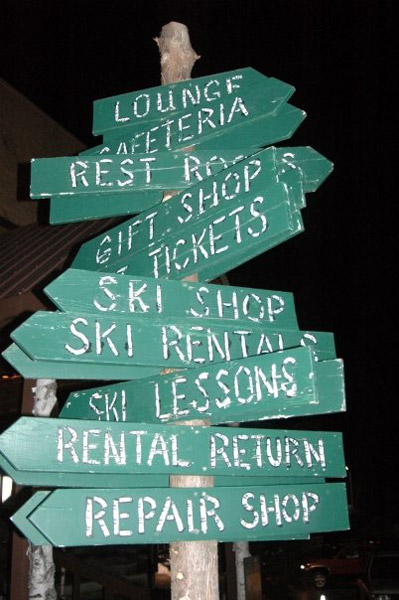 LOUNGE
CAFETERIA
REST ROOMS
GIFT SHOP
TICKETS
SKI SHOP
SKI RENTALS
SKI LESSONS
RENTAL RETURN
REPAIR SHOP